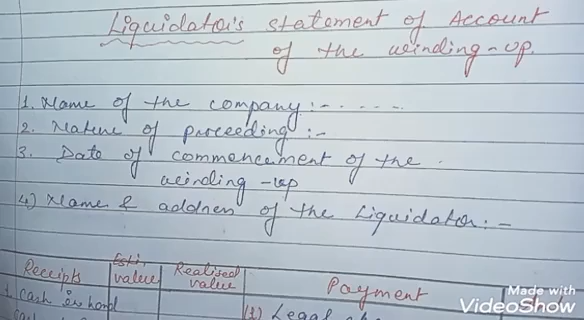 Liquidator's statement of Account
of the winding-up.
1. Name of the company:-.....
2. Nature of proceeding :-
3. Date of commencement of the
winding-up
4) Name & address of the Liquidator:-
Receipts Esti. value Realised value Payment
1. cash in hand (1) Legal
Made with
VideoShow